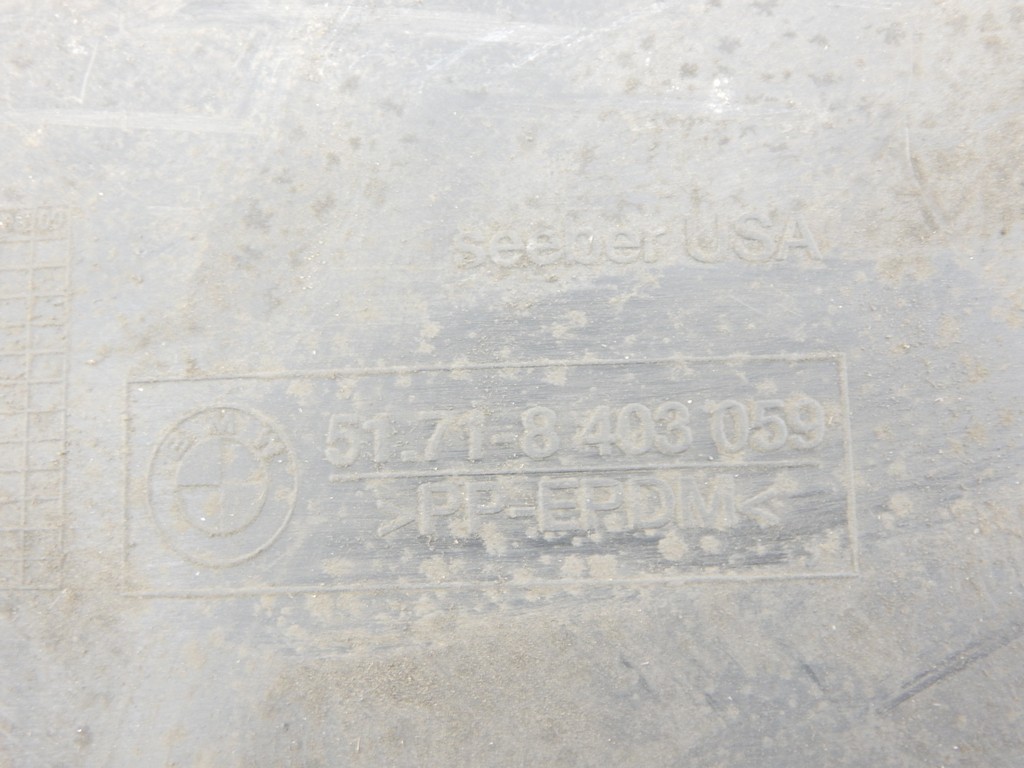 seeber USA
BMW
51.71-8 403 059
>PP-EPDM<